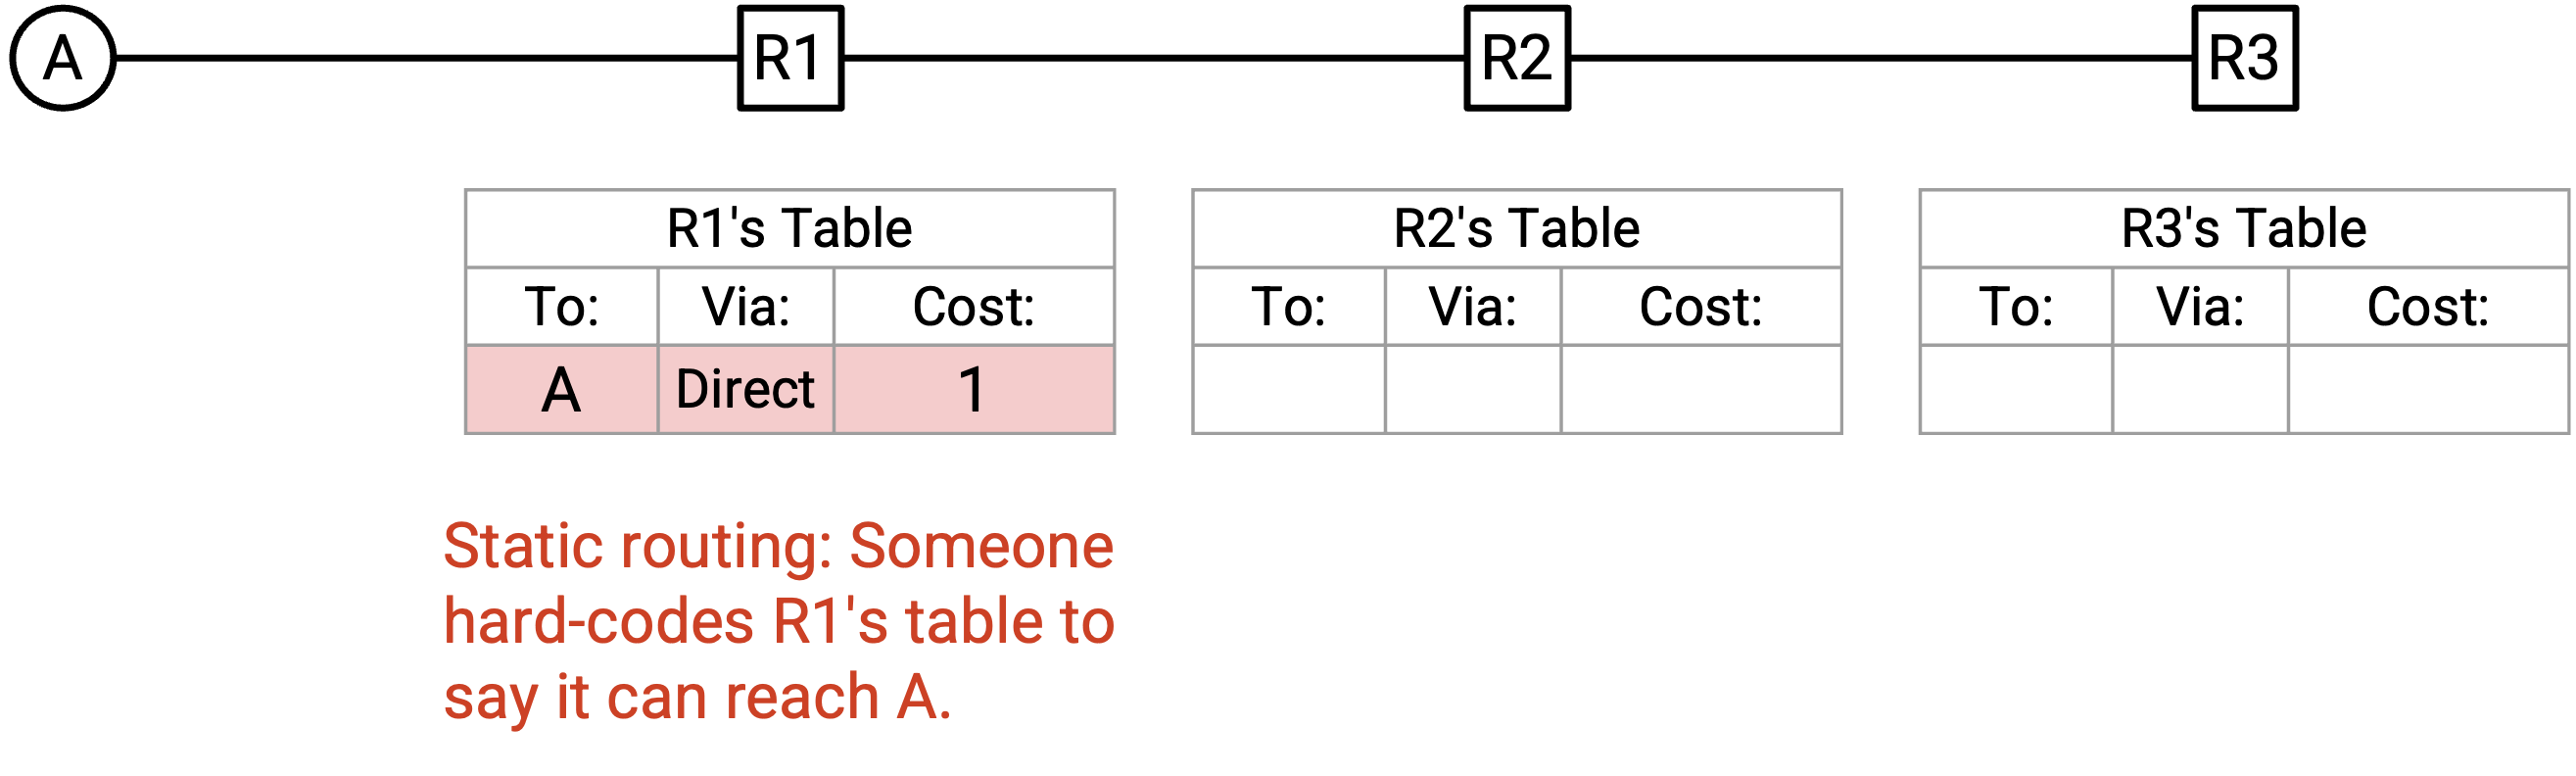 A R1 R2 R3
R1's Table R2's Table R3's Table
To: Via: Cost: To: Via: Cost: To: Via: Cost:
A Direct 1
Static routing: Someone
hard-codes R1's table to
say it can reach A.